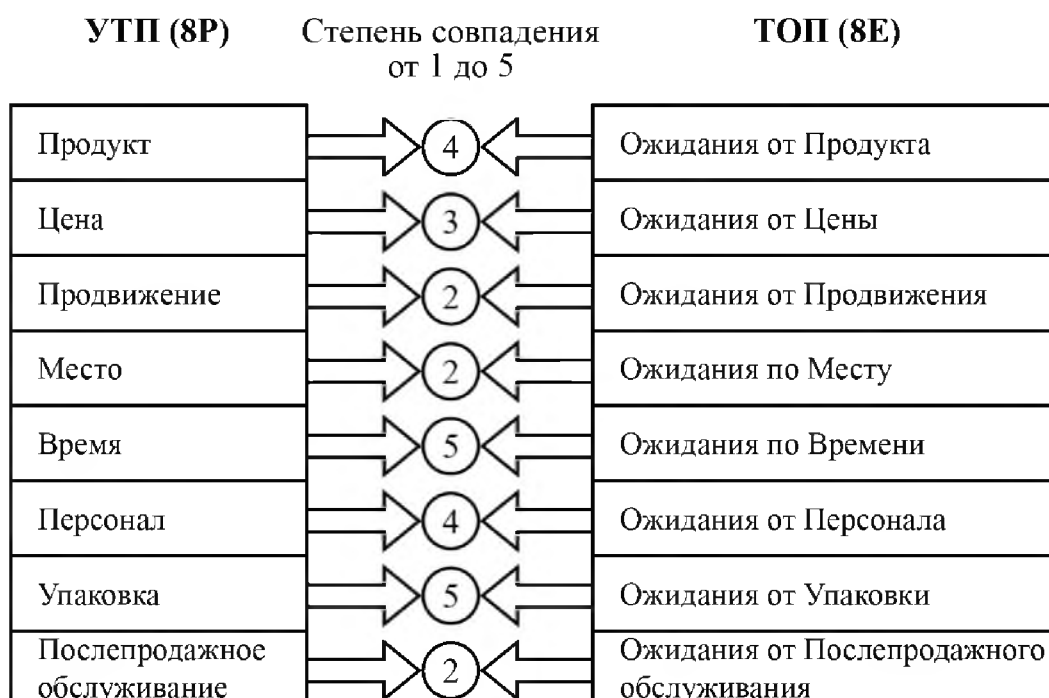 УТП (8P) Степень совпадения ТОП (8Е)
от 1 до 5
Продукт 4 Ожидания от Продукта
Цена 3 Ожидания от Цены
Продвижение 2 Ожидания от Продвижения
Место 2 Ожидания по Месту
Время 5 Ожидания по Времени
Персонал 4 Ожидания от Персонала
Упаковка 5 Ожидания от Упаковки
Послепродажное 2 Ожидания от Послепродажного
обслуживание обслуживания